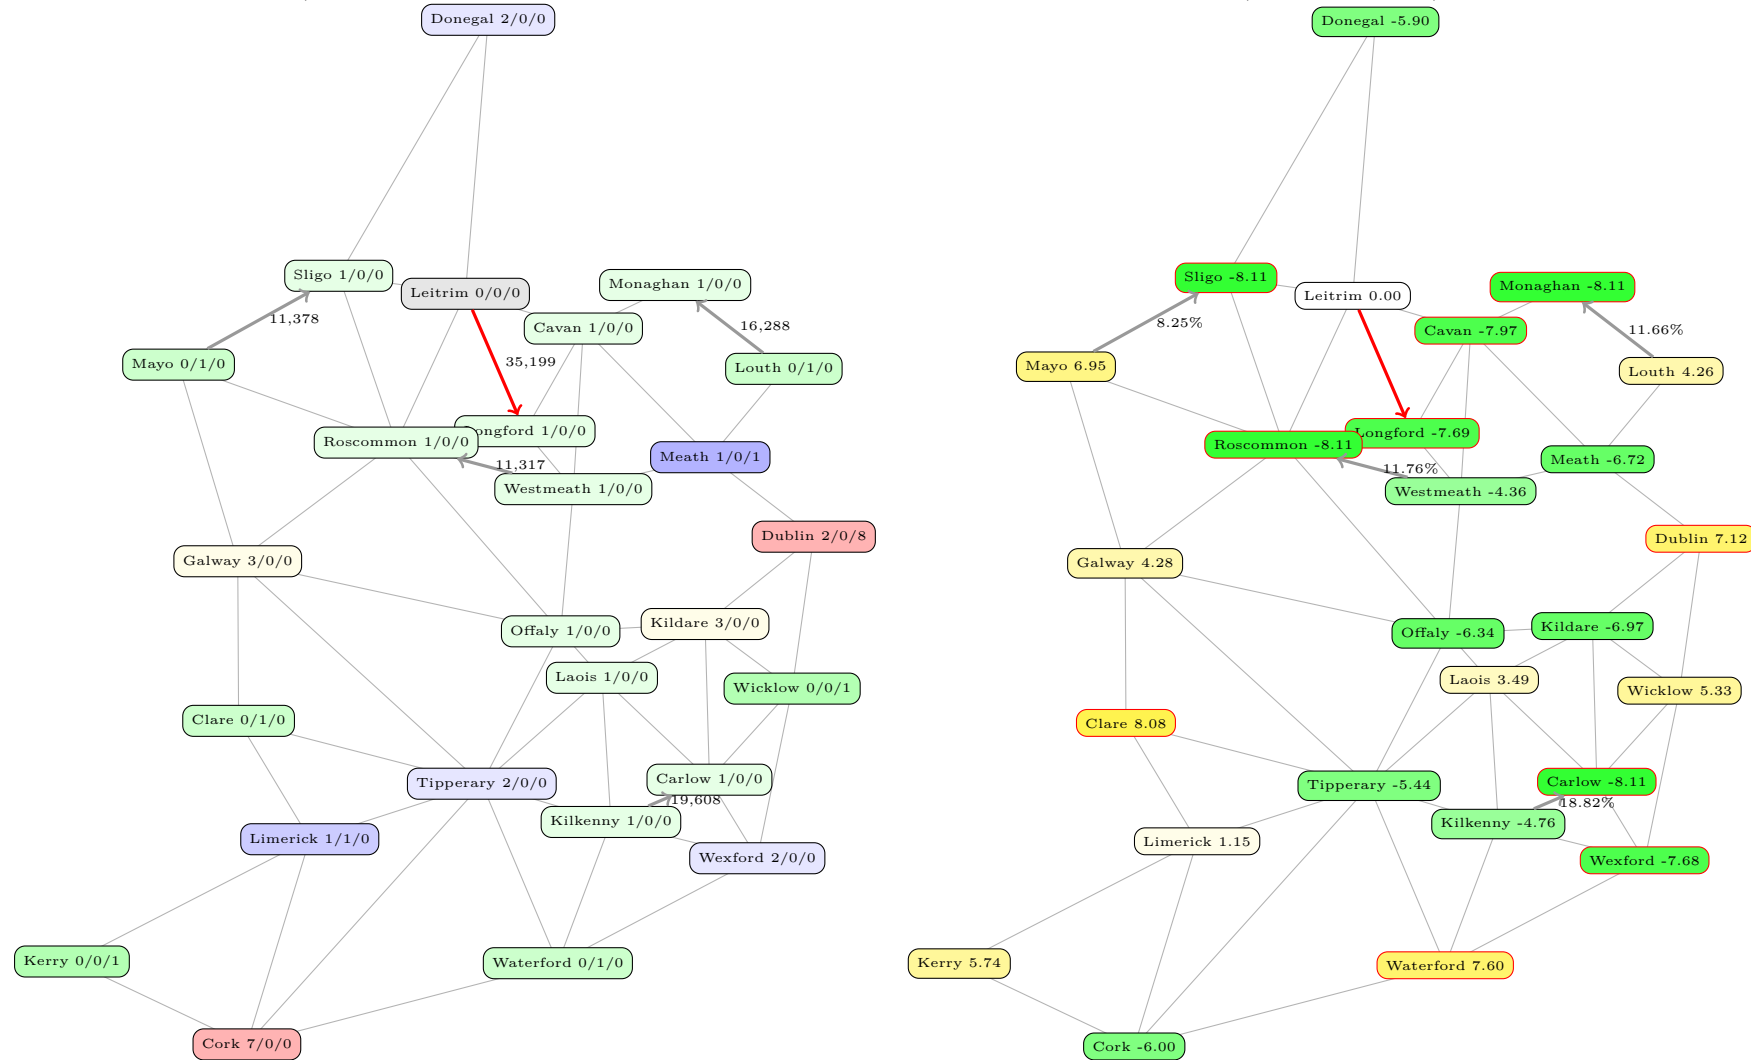 Donegal 2/0/0
Sligo 1/0/0
Leitrim 0/0/0
Monaghan 1/0/0
11,378
Cavan 1/0/0
16,288
Mayo 0/1/0
35,199
Louth 0/1/0
Roscommon 1/0/0
ongford 1/0/0
Meath 1/0/1
11,317
Westmeath 1/0/0
Dublin 2/0/8
Galway 3/0/0
Offaly 1/0/0
Kildare 3/0/0
Laois 1/0/0
Wicklow 0/0/1
Clare 0/1/0
Tipperary 2/0/0
Carlow 1/0/0
19,608
Kilkenny 1/0/0
Limerick 1/1/0
Wexford 2/0/0
Kerry 0/0/1
Waterford 0/1/0
Cork 7/0/0
Donegal -5.90
Sligo -8.11
Leitrim 0.00
Monaghan -8.11
8.25%
Cavan -7.97
11.66%
Mayo 6.95
Louth 4.26
Roscommon -8.11
Longford -7.69
Meath -6.72
11.76%
Westmeath -4.36
Dublin 7.12
Galway 4.28
Offaly -6.34
Kildare -6.97
Laois 3.49
Wicklow 5.33
Clare 8.08
Tipperary -5.44
Carlow -8.11
18.82%
Kilkenny -4.76
Limerick 1.15
Wexford -7.68
Kerry 5.74
Waterford 7.60
Cork -6.00